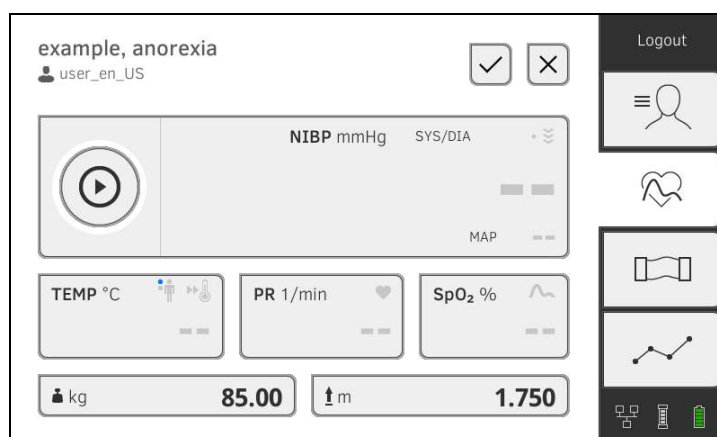 Logout
example, anorexia
user_en_US
NIBP mmHg SYS/DIA
-- --
MAP --
TEMP °C
--
PR 1/min
--
SpO₂ %
--
kg 85.00
m 1.750